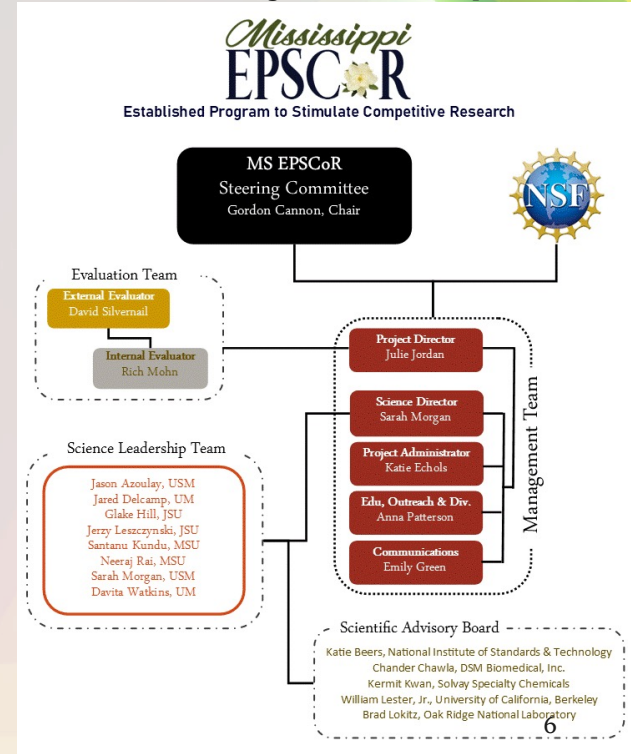 Mississippi
EPSCoR
Established Program to Stimulate Competitive Research
MS EPSCoR
Steering Committee
Gordon Cannon, Chair
NSF
Evaluation Team
External Evaluator
David Silvernail
Internal Evaluator
Rich Mohn
Project Director
Julie Jordan
Science Director
Sarah Morgan
Project Administrator
Katie Echols
Edu, Outreach & Div.
Anna Patterson
Communications
Emily Green
Management Team
Science Leadership Team
Jason Azoulay, USM
Jared Delcamp, UM
Glake Hill, JSU
Jerzy Leszczynski, JSU
Santanu Kundu, MSU
Neeraj Rai, MSU
Sarah Morgan, USM
Davita Watkins, UM
Scientific Advisory Board
Katie Beers, National Institute of Standards & Technology
Chander Chawla, DSM Biomedical, Inc.
Kermit Kwan, Solvay Specialty Chemicals
William Lester, Jr., University of California, Berkeley
Brad Lokitz, Oak Ridge National Laboratory
6